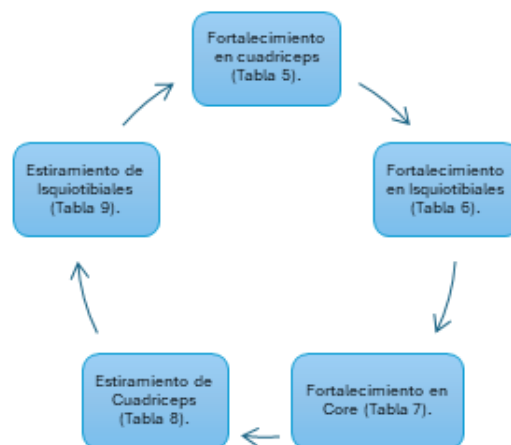 Fortalecimiento
en cuadriceps
(Tabla 5).
Fortalecimiento
en Isquiotibiales
(Tabla 6).
Fortalecimiento en
Core (Tabla 7).
Estiramiento de
Cuadriceps
(Tabla 8).
Estiramiento de
Isquiotibiales
(Tabla 9).